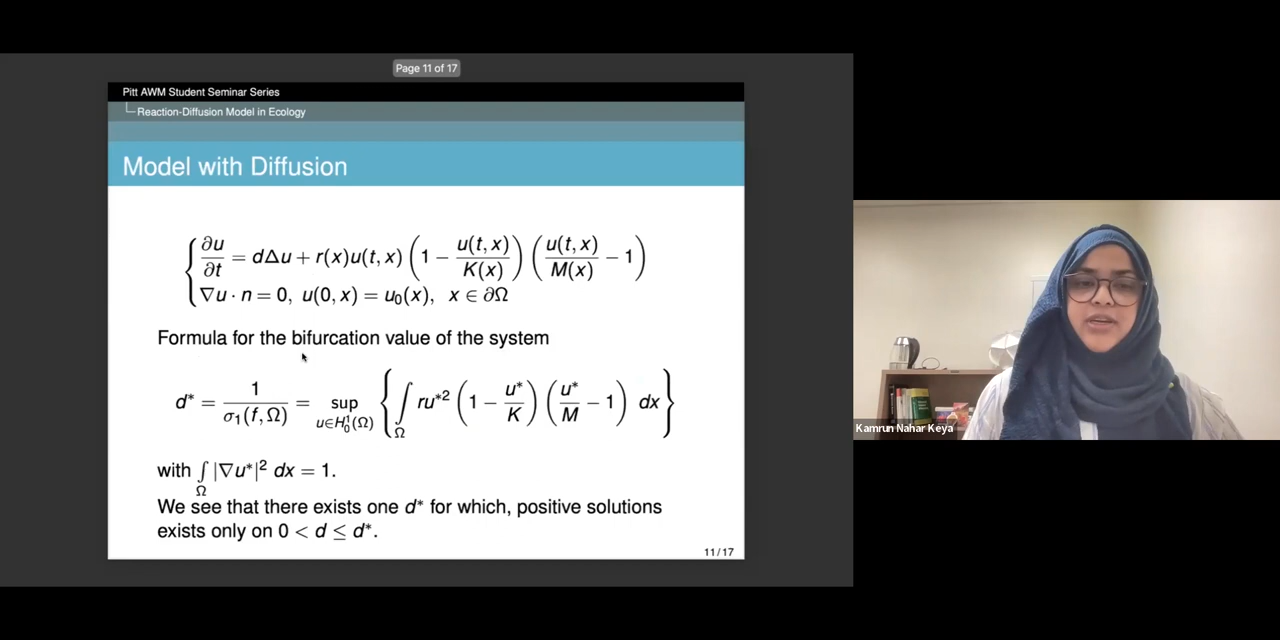 Page 11 of 17
Pitt AWM Student Seminar Series
Reaction-Diffusion Model in Ecology
Model with Diffusion
∂u/∂t = dΔu + r(x)u(t, x) (1 − u(t, x)/K(x)) (u(t, x)/M(x) − 1)
∇u · n = 0, u(0, x) = u₀(x), x ∈ ∂Ω
Formula for the bifurcation value of the system
d* = 1/σ₁(f, Ω) = sup_{u∈H₀¹(Ω)} { ∫_Ω ru*² (1 − u*/K) (u*/M − 1) dx }
with ∫_Ω |∇u*|² dx = 1.
We see that there exists one d* for which, positive solutions
exists only on 0 < d ≤ d*.
11/17
Kamrun Nahar Keya